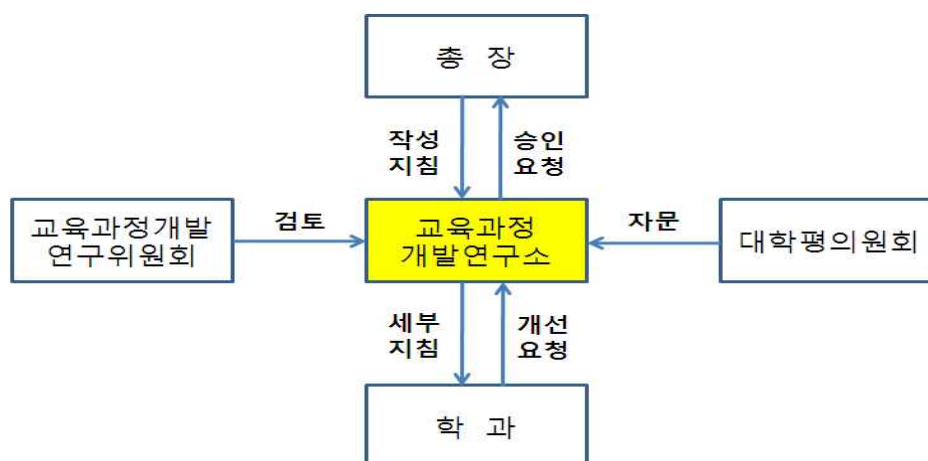 총 장
작성
지침
승인
요청
교육과정개발
연구위원회
검토
교육과정
개발연구소
자문
대학평의원회
세부
지침
개선
요청
학 과